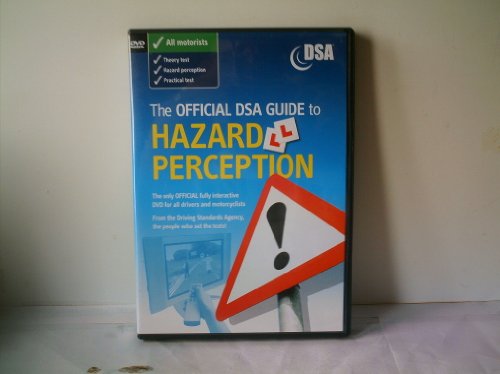 DVD
All motorists
Theory test
Hazard perception
Practical test
DSA
The OFFICIAL DSA GUIDE to
HAZARD
L L
PERCEPTION
The only OFFICIAL fully interactive
DVD for all drivers and motorcyclists
From the Driving Standards Agency,
the people who set the tests!
!